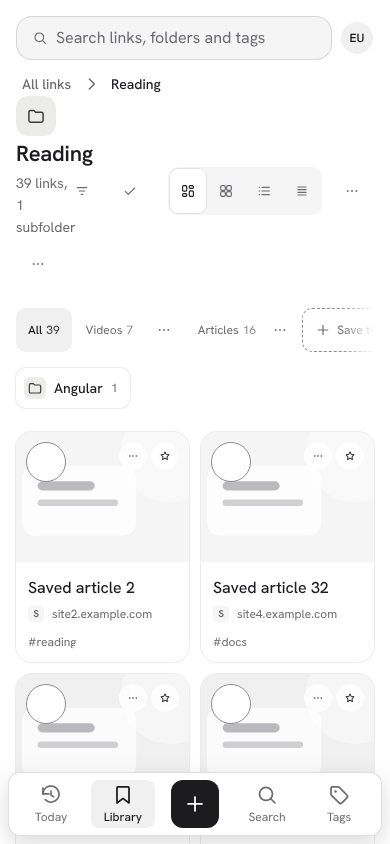 Search links, folders and tags
EU
All links
Reading
Reading
39 links,
1
subfolder
All 39
Videos 7
Articles 16
Save
Angular 1
Saved article 2
S site2.example.com
#reading
Saved article 32
S site4.example.com
#docs
Today
Library
Search
Tags